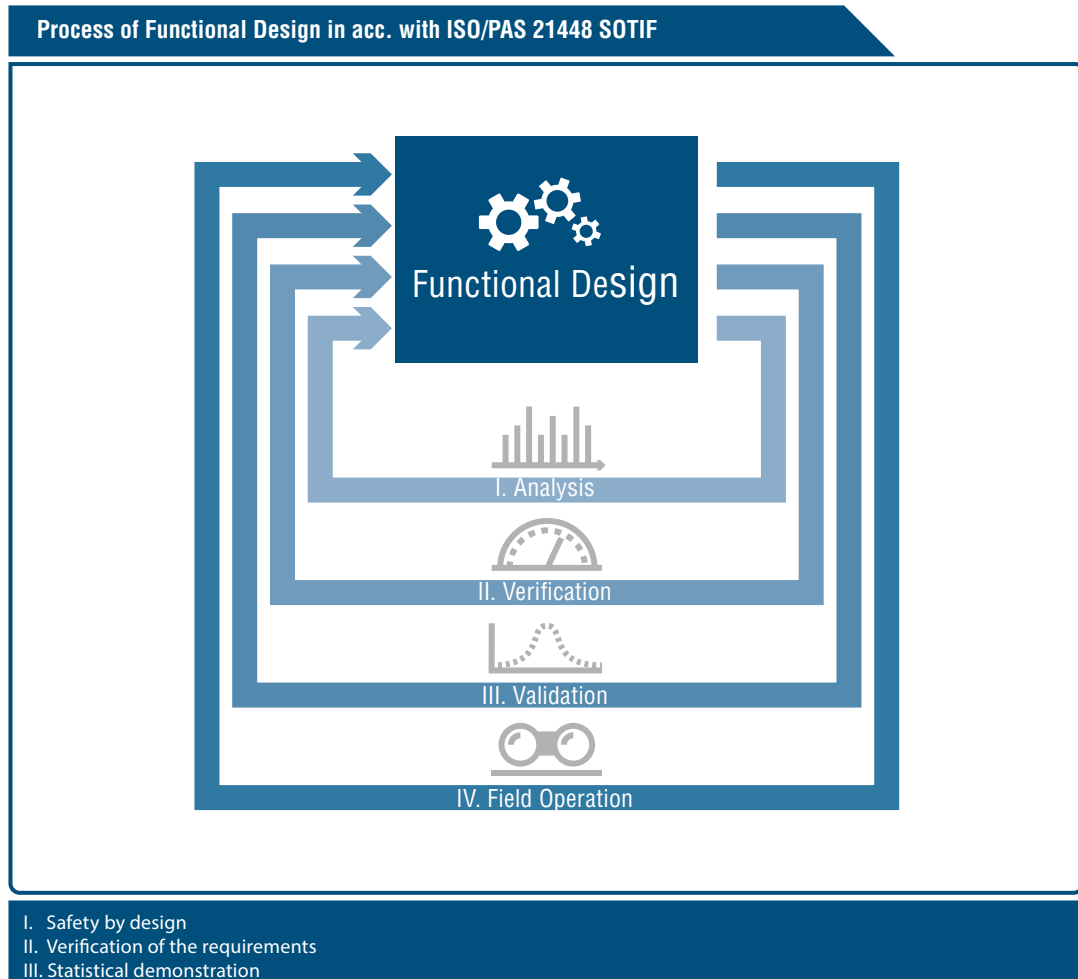 Process of Functional Design in acc. with ISO/PAS 21448 SOTIF
Functional Design
I. Analysis
II. Verification
III. Validation
IV. Field Operation
I. Safety by design
II. Verification of the requirements
III. Statistical demonstration